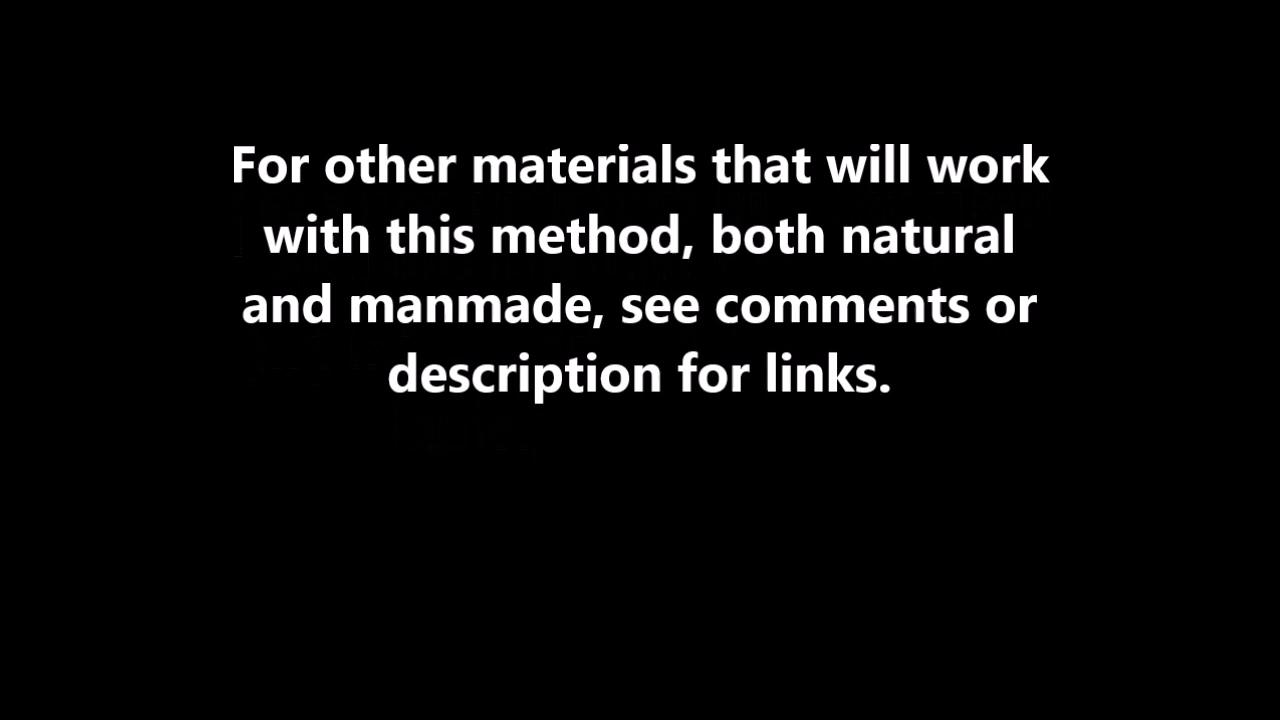 For other materials that will work
with this method, both natural
and manmade, see comments or
description for links.